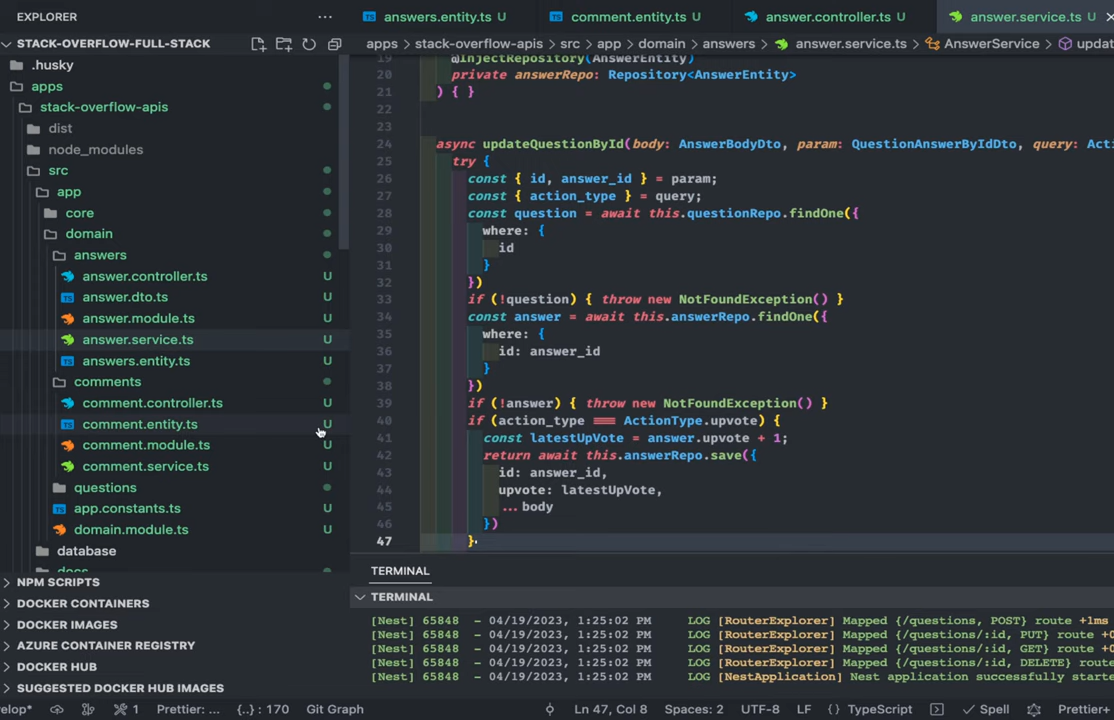 EXPLORER
...
answers.entity.ts U
comment.entity.ts U
answer.controller.ts U
answer.service.ts U
STACK-OVERFLOW-FULL-STACK
apps > stack-overflow-apis > src > app > domain > answers > answer.service.ts > AnswerService >
.husky
apps
stack-overflow-apis
dist
node_modules
src
app
core
domain
answers
answer.controller.ts U
answer.dto.ts U
answer.module.ts U
answer.service.ts U
answers.entity.ts U
comments
comment.controller.ts U
comment.entity.ts U
comment.module.ts U
comment.service.ts U
questions
app.constants.ts U
domain.module.ts U
database
docs
NPM SCRIPTS
DOCKER CONTAINERS
DOCKER IMAGES
AZURE CONTAINER REGISTRY
DOCKER HUB
SUGGESTED DOCKER HUB IMAGES
19 @InjectRepository(AnswerEntity)
20 private answerRepo: Repository<AnswerEntity>
21 ) { }
22
23
24 async updateQuestionById(body: AnswerBodyDto, param: QuestionAnswerByIdDto, query:
25 try {
26 const { id, answer_id } = param;
27 const { action_type } = query;
28 const question = await this.questionRepo.findOne({
29 where: {
30 id
31 }
32 })
33 if (!question) { throw new NotFoundException() }
34 const answer = await this.answerRepo.findOne({
35 where: {
36 id: answer_id
37 }
38 })
39 if (!answer) { throw new NotFoundException() }
40 if (action_type === ActionType.upvote) {
41 const latestUpVote = answer.upvote + 1;
42 return await this.answerRepo.save({
43 id: answer_id,
44 upvote: latestUpVote,
45 ...body
46 })
47 }
TERMINAL
TERMINAL
[Nest] 65848 - 04/19/2023, 1:25:02 PM LOG [RouterExplorer] Mapped {/questions, POST} route +1ms
[Nest] 65848 - 04/19/2023, 1:25:02 PM LOG [RouterExplorer] Mapped {/questions/:id, PUT} route
[Nest] 65848 - 04/19/2023, 1:25:02 PM LOG [RouterExplorer] Mapped {/questions/:id, GET} route
[Nest] 65848 - 04/19/2023, 1:25:02 PM LOG [RouterExplorer] Mapped {/questions/:id, DELETE} route
[Nest] 65848 - 04/19/2023, 1:25:02 PM LOG [NestApplication] Nest application successfully
1 Prettier: ... {..} : 170 Git Graph Ln 47, Col 8 Spaces: 2 UTF-8 LF {} TypeScript Spell Prettier+